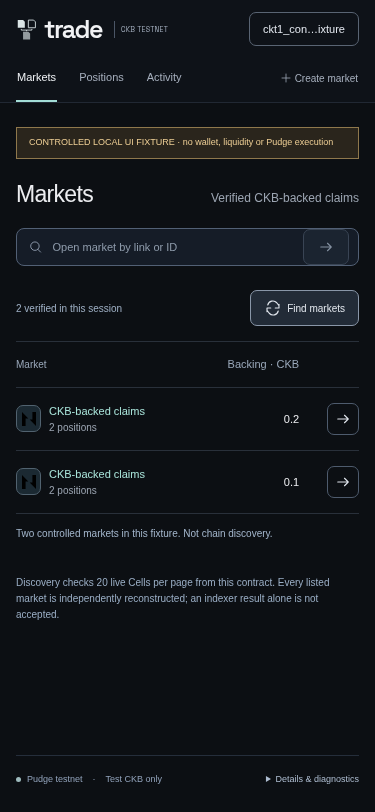 trade CKB TESTNET ckt1_con…ixture
Markets Positions Activity Create market
CONTROLLED LOCAL UI FIXTURE · no wallet, liquidity or Pudge execution
Markets Verified CKB-backed claims
Open market by link or ID
2 verified in this session Find markets
Market Backing · CKB
CKB-backed claims
2 positions
0.2
CKB-backed claims
2 positions
0.1
Two controlled markets in this fixture. Not chain discovery.
Discovery checks 20 live Cells per page from this contract. Every listed
market is independently reconstructed; an indexer result alone is not
accepted.
Pudge testnet · Test CKB only Details & diagnostics